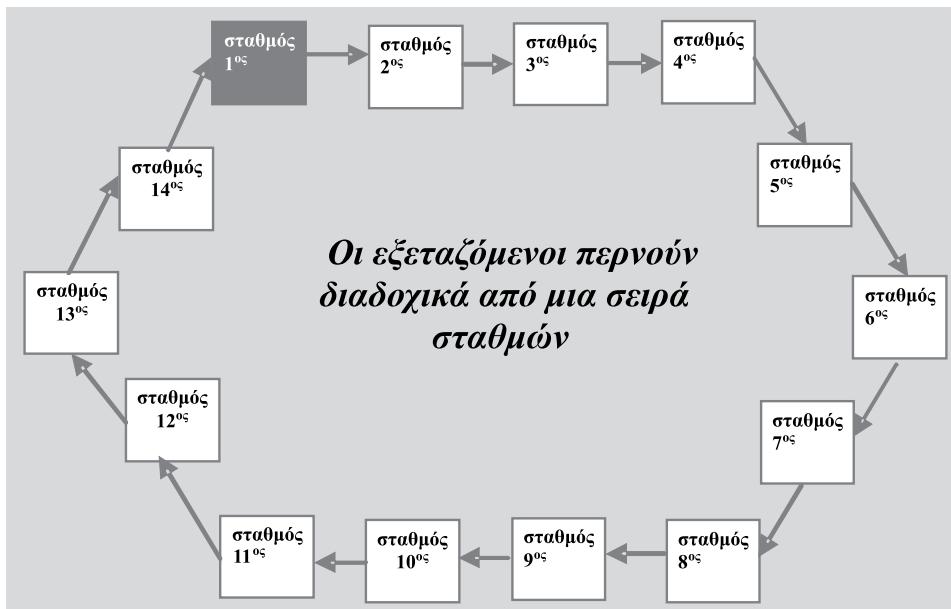 σταθμός
1ος
σταθμός
2ος
σταθμός
3ος
σταθμός
4ος
σταθμός
5ος
σταθμός
6ος
σταθμός
7ος
σταθμός
8ος
σταθμός
9ος
σταθμός
10ος
σταθμός
11ος
σταθμός
12ος
σταθμός
13ος
σταθμός
14ος
Οι εξεταζόμενοι περνούν
διαδοχικά από μια σειρά
σταθμών